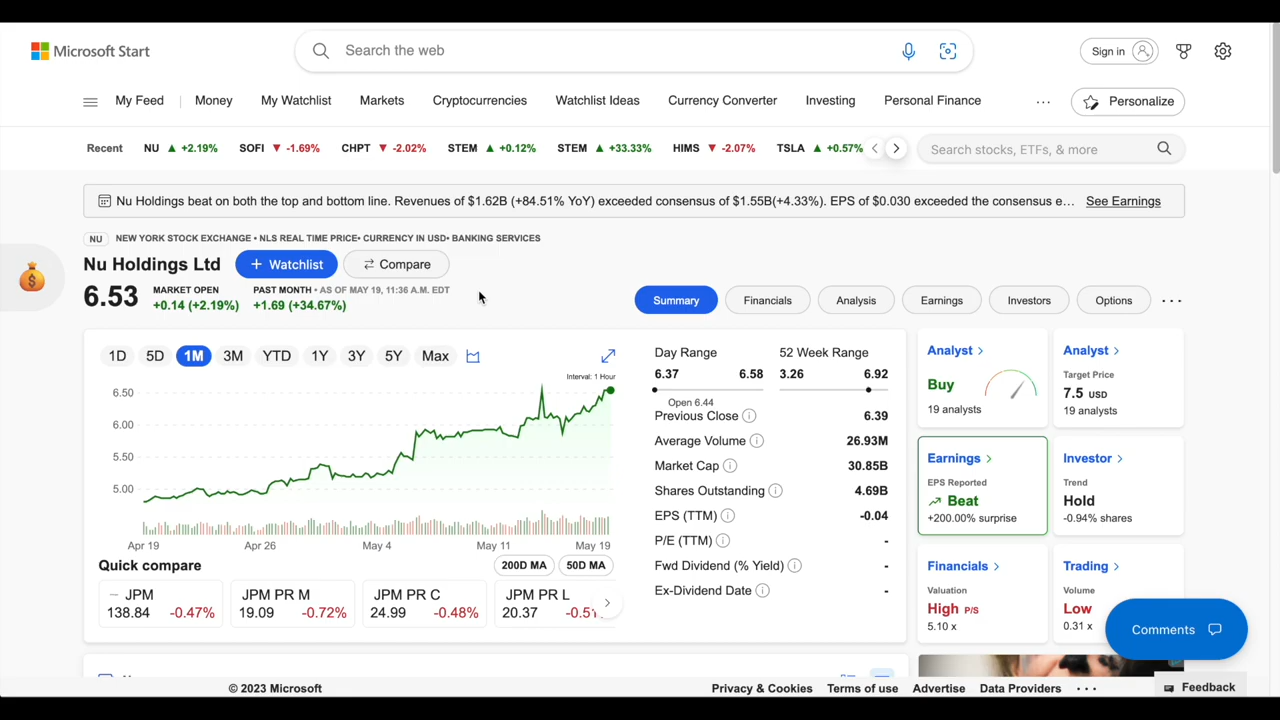 Microsoft Start
Search the web
Sign in
My Feed | Money My Watchlist Markets Cryptocurrencies Watchlist Ideas Currency Converter Investing Personal Finance ... Personalize
Recent NU ▲ +2.19% SOFI ▼ -1.69% CHPT ▼ -2.02% STEM ▲ +0.12% STEM ▲ +33.33% HIMS ▼ -2.07% TSLA ▲ +0.57%
Search stocks, ETFs, & more
Nu Holdings beat on both the top and bottom line. Revenues of $1.62B (+84.51% YoY) exceeded consensus of $1.55B(+4.33%). EPS of $0.030 exceeded the consensus e... See Earnings
NU NEW YORK STOCK EXCHANGE • NLS REAL TIME PRICE• CURRENCY IN USD• BANKING SERVICES
Nu Holdings Ltd + Watchlist Compare
6.53
MARKET OPEN
+0.14 (+2.19%)
PAST MONTH • AS OF MAY 19, 11:36 A.M. EDT
+1.69 (+34.67%)
Summary Financials Analysis Earnings Investors Options ...
1D 5D 1M 3M YTD 1Y 3Y 5Y Max
Interval: 1 Hour
6.50
6.00
5.50
5.00
Apr 19 Apr 26 May 4 May 11 May 19
Quick compare 200D MA 50D MA
JPM
138.84 -0.47%
JPM PR M
19.09 -0.72%
JPM PR C
24.99 -0.48%
JPM PR L
20.37
Day Range
6.37 6.58
Open 6.44
52 Week Range
3.26 6.92
Previous Close 6.39
Average Volume 26.93M
Market Cap 30.85B
Shares Outstanding 4.69B
EPS (TTM) -0.04
P/E (TTM) -
Fwd Dividend (% Yield) -
Ex-Dividend Date -
Analyst >
Buy
19 analysts
Analyst >
Target Price
7.5 USD
19 analysts
Earnings >
EPS Reported
Beat
+200.00% surprise
Investor >
Trend
Hold
-0.94% shares
Financials >
Valuation
High P/S
5.10 x
Trading >
Volume
Low
0.31 x
Comments
© 2023 Microsoft
Privacy & Cookies Terms of use Advertise Data Providers ... Feedback